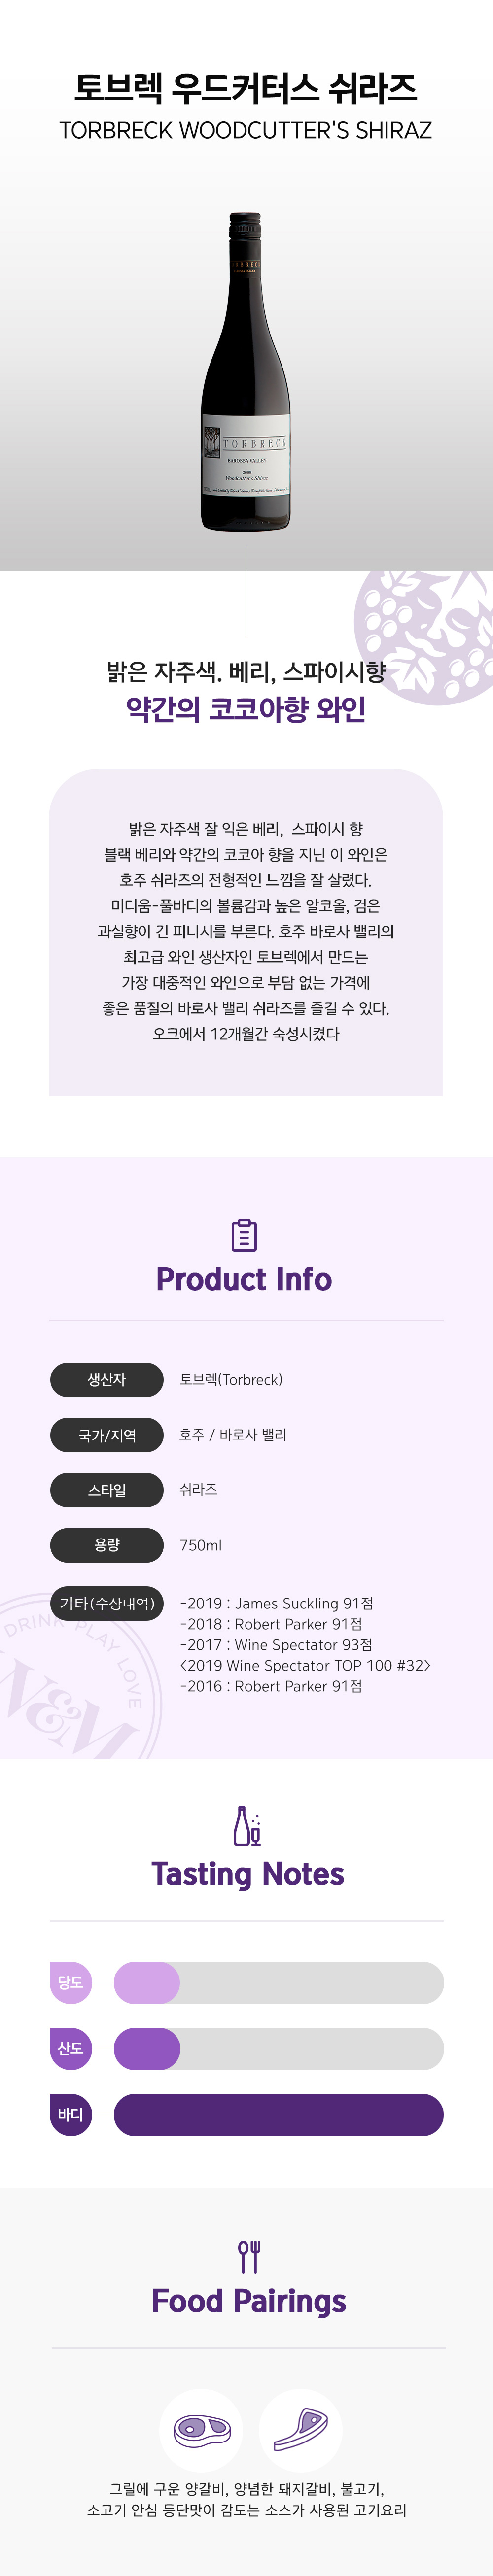 토브렉 우드커터스 쉬라즈
TORBRECK WOODCUTTER'S SHIRAZ
TORBRECK
TORBRECK
BAROSSA VALLEY
2009
Woodcutter's Shiraz
밝은 자주색. 베리, 스파이시향
약간의 코코아향 와인
밝은 자주색 잘 익은 베리, 스파이시 향
블랙 베리와 약간의 코코아 향을 지닌 이 와인은
호주 쉬라즈의 전형적인 느낌을 잘 살렸다.
미디움-풀바디의 볼륨감과 높은 알코올, 검은
과실향이 긴 피니시를 부른다. 호주 바로사 밸리의
최고급 와인 생산자인 토브렉에서 만드는
가장 대중적인 와인으로 부담 없는 가격에
좋은 품질의 바로사 밸리 쉬라즈를 즐길 수 있다.
오크에서 12개월간 숙성시켰다
Product Info
생산자 토브렉(Torbreck)
국가/지역 호주 / 바로사 밸리
스타일 쉬라즈
용량 750ml
기타(수상내역) -2019 : James Suckling 91점
-2018 : Robert Parker 91점
-2017 : Wine Spectator 93점
<2019 Wine Spectator TOP 100 #32>
-2016 : Robert Parker 91점
DRINK PLAY LOVE
W&M
Tasting Notes
당도
산도
바디
Food Pairings
그릴에 구운 양갈비, 양념한 돼지갈비, 불고기,
소고기 안심 등단맛이 감도는 소스가 사용된 고기요리